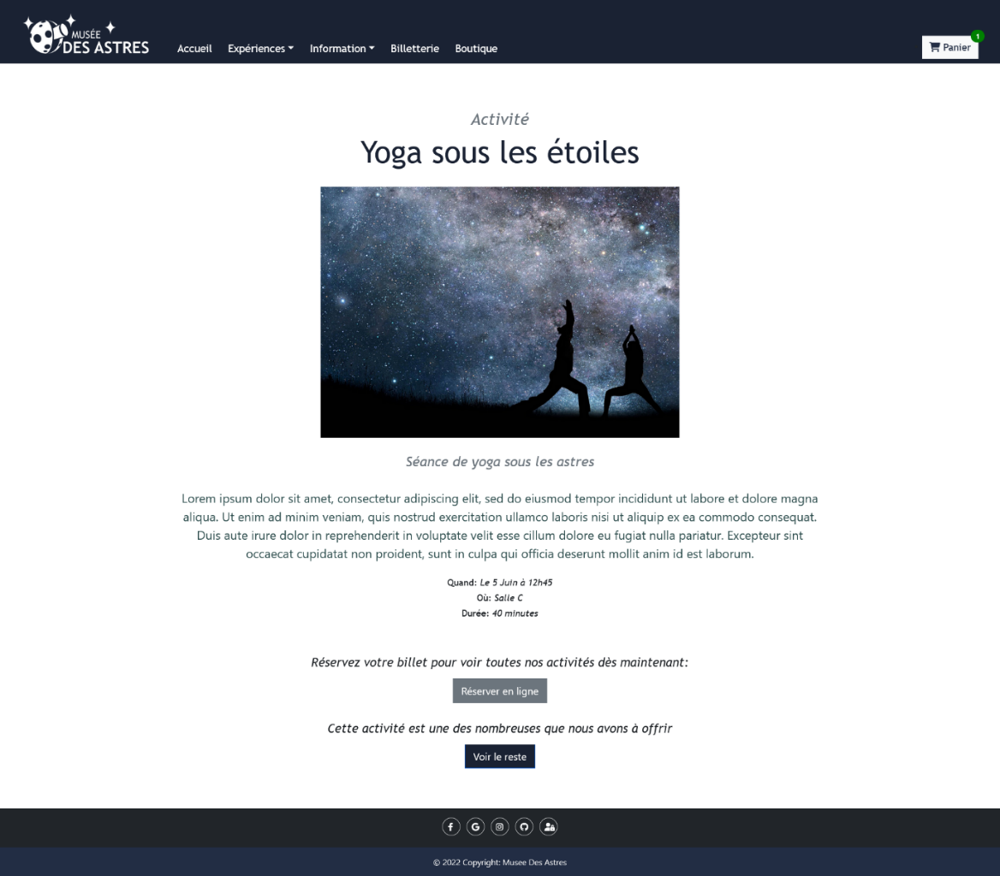 MUSÉE
DES ASTRES
Accueil
Expériences
Information
Billetterie
Boutique
Panier
1
Activité
Yoga sous les étoiles
Séance de yoga sous les astres
Lorem ipsum dolor sit amet, consectetur adipiscing elit, sed do eiusmod tempor incididunt ut labore et dolore magna
aliqua. Ut enim ad minim veniam, quis nostrud exercitation ullamco laboris nisi ut aliquip ex ea commodo consequat.
Duis aute irure dolor in reprehenderit in voluptate velit esse cillum dolore eu fugiat nulla pariatur. Excepteur sint
occaecat cupidatat non proident, sunt in culpa qui officia deserunt mollit anim id est laborum.
Quand: Le 5 Juin à 12h45
Où: Salle C
Durée: 40 minutes
Réservez votre billet pour voir toutes nos activités dès maintenant:
Réserver en ligne
Cette activité est une des nombreuses que nous avons à offrir
Voir le reste
© 2022 Copyright: Musee Des Astres